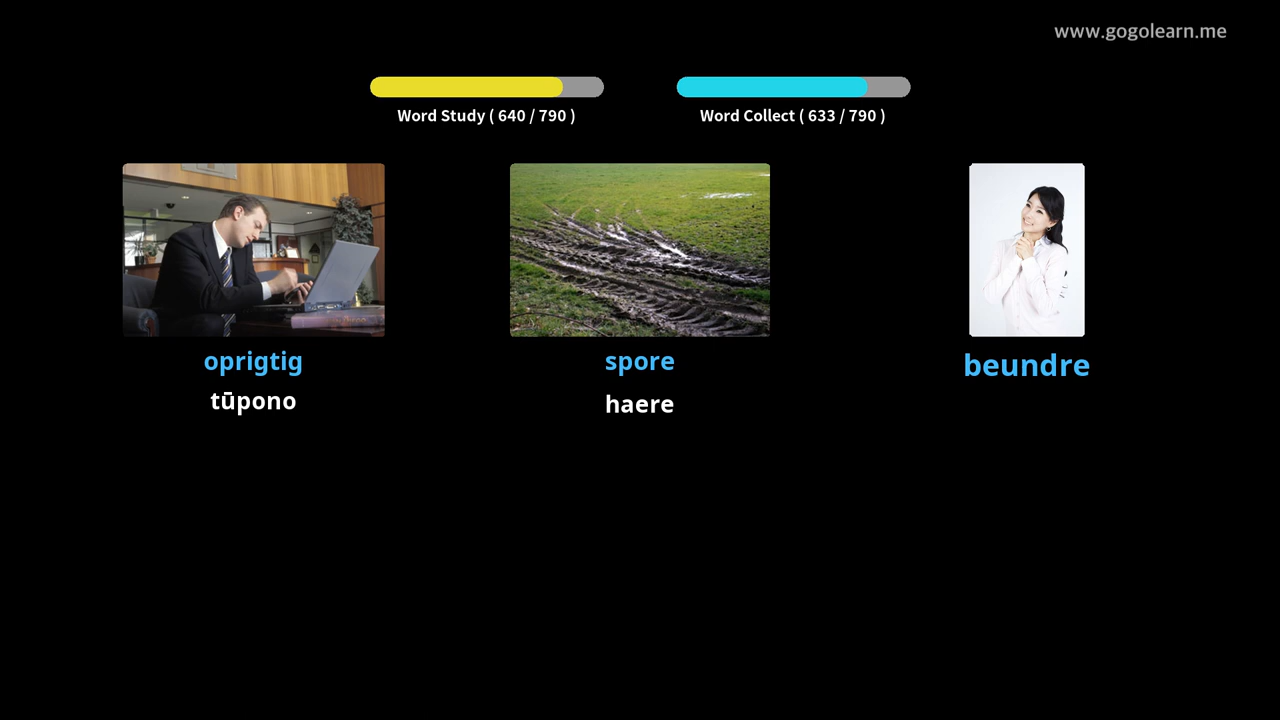 www.gogolearn.me
Word Study ( 640 / 790 )
Word Collect ( 633 / 790 )
oprigtig
tūpono
spore
haere
beundre